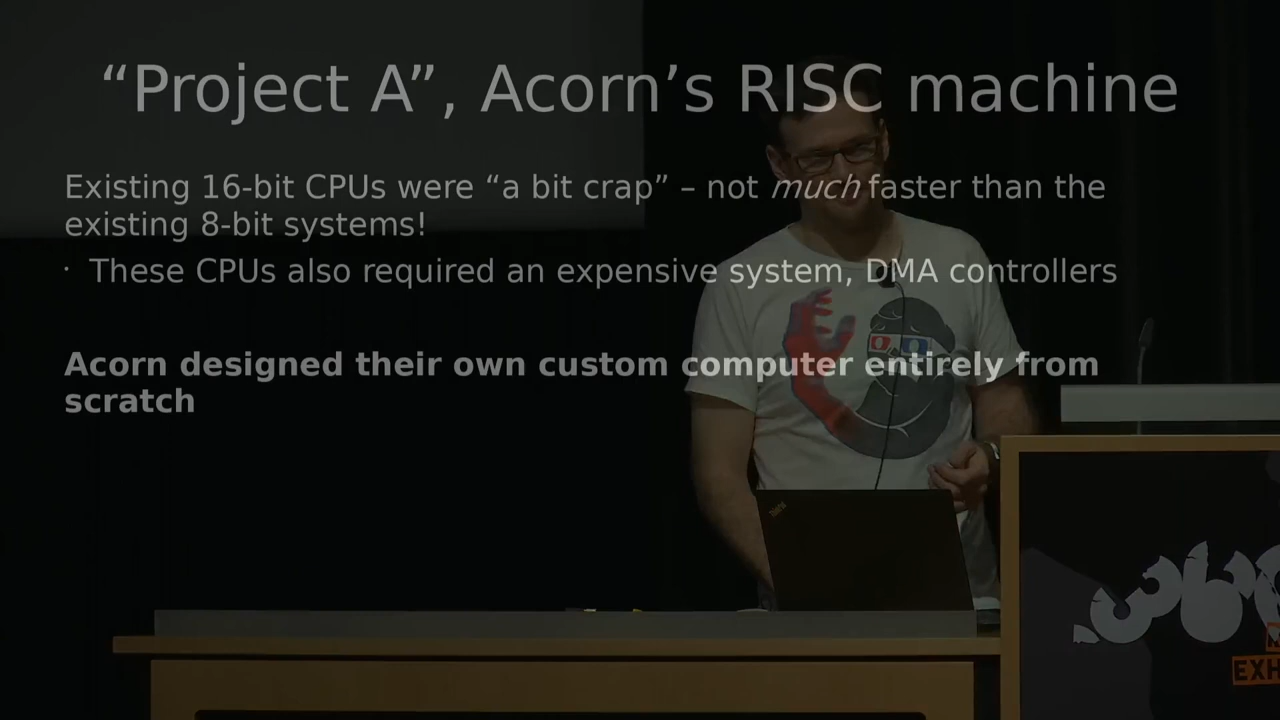 “Project A”, Acorn’s RISC machine
Existing 16-bit CPUs were “a bit crap” – not much faster than the
existing 8-bit systems!
· These CPUs also required an expensive system, DMA controllers
Acorn designed their own custom computer entirely from
scratch
ThinkPad
EXH